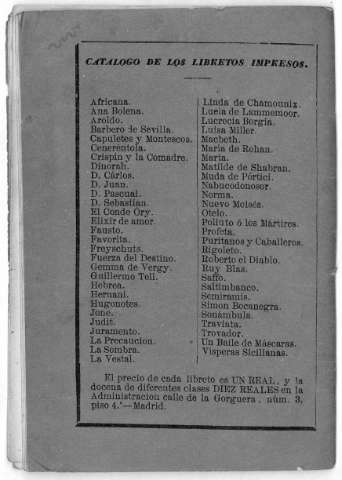 CATALOGO DE LOS LIBRETOS IMPRESOS.
Africana.
Ana Bolena.
Aroldo.
Barbero de Sevilla.
Capuletes y Montescos.
Cenerentola.
Crispin y la Comadre.
Dinorah.
D. Cárlos.
D. Juan.
D. Pascual.
D. Sebastian.
El Conde Ory.
Elixir de amor.
Fausto.
Favorita.
Freyschuts.
Fuerza del Destino.
Gemma de Vergy.
Guillermo Tell.
Hebrea.
Hernani.
Hugonotes.
Jone.
Judit.
Juramento.
La Precaucion.
La Sombra.
La Vestal.
Linda de Chamounix.
Lucia de Lammemoor.
Lucrecia Borgia.
Luisa Miller.
Macbeth.
Maria de Rohan.
Marta.
Matilde de Shabran.
Muda de Pórtici.
Nabucodonosor.
Norma.
Nuevo Moisés.
Otelo.
Poliuto ó los Mártires.
Profeta.
Puritanos y Caballeros.
Rigoleto.
Roberto el Diablo.
Ruy Blas.
Saffo.
Saltimbanco.
Semiramis.
Simon Bocanegra.
Sonámbula.
Traviata.
Trovador.
Un Baile de Máscaras.
Vísperas Sicilianas.
El precio de cada libreto es UN REAL, y la
docena de diferentes clases DIEZ REALES en la
Administracion calle de la Gorguera, núm. 3,
piso 4.°—Madrid.